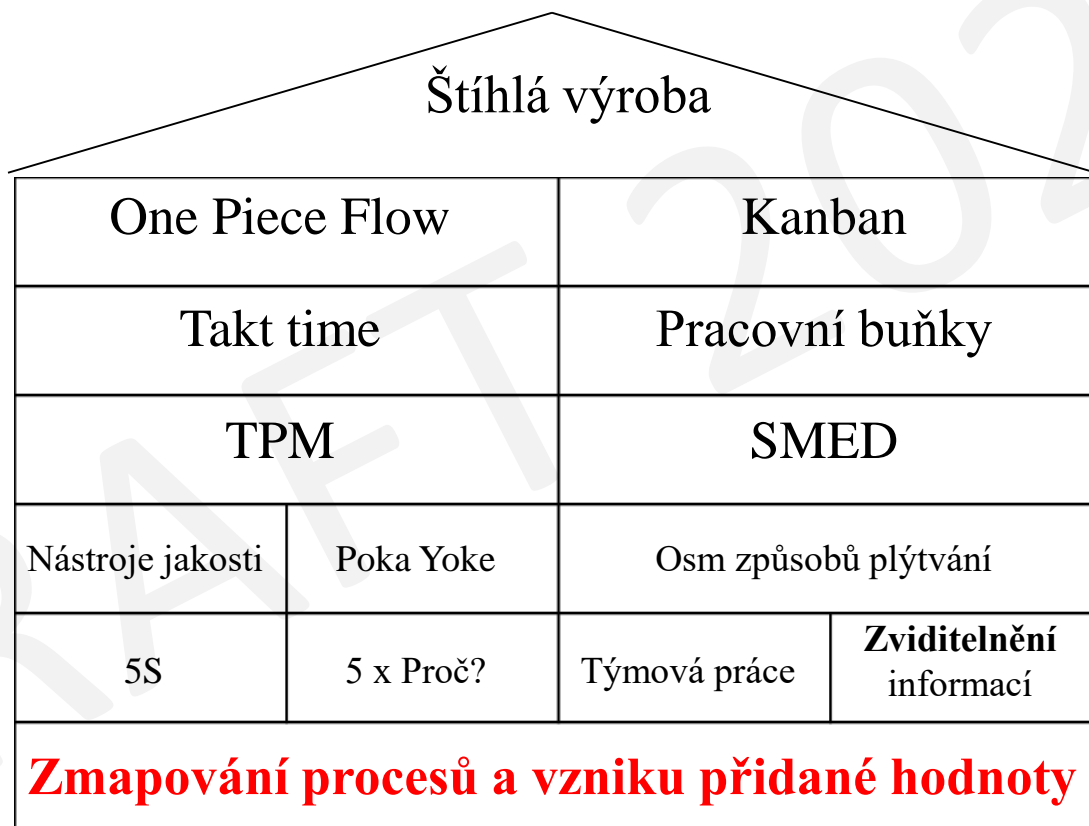 Štíhlá výroba
One Piece Flow
Kanban
Takt time
Pracovní buňky
TPM
SMED
Nástroje jakosti
Poka Yoke
Osm způsobů plýtvání
5S
5 x Proč?
Týmová práce
Zviditelnění
informací
Zmapování procesů a vzniku přidané hodnoty